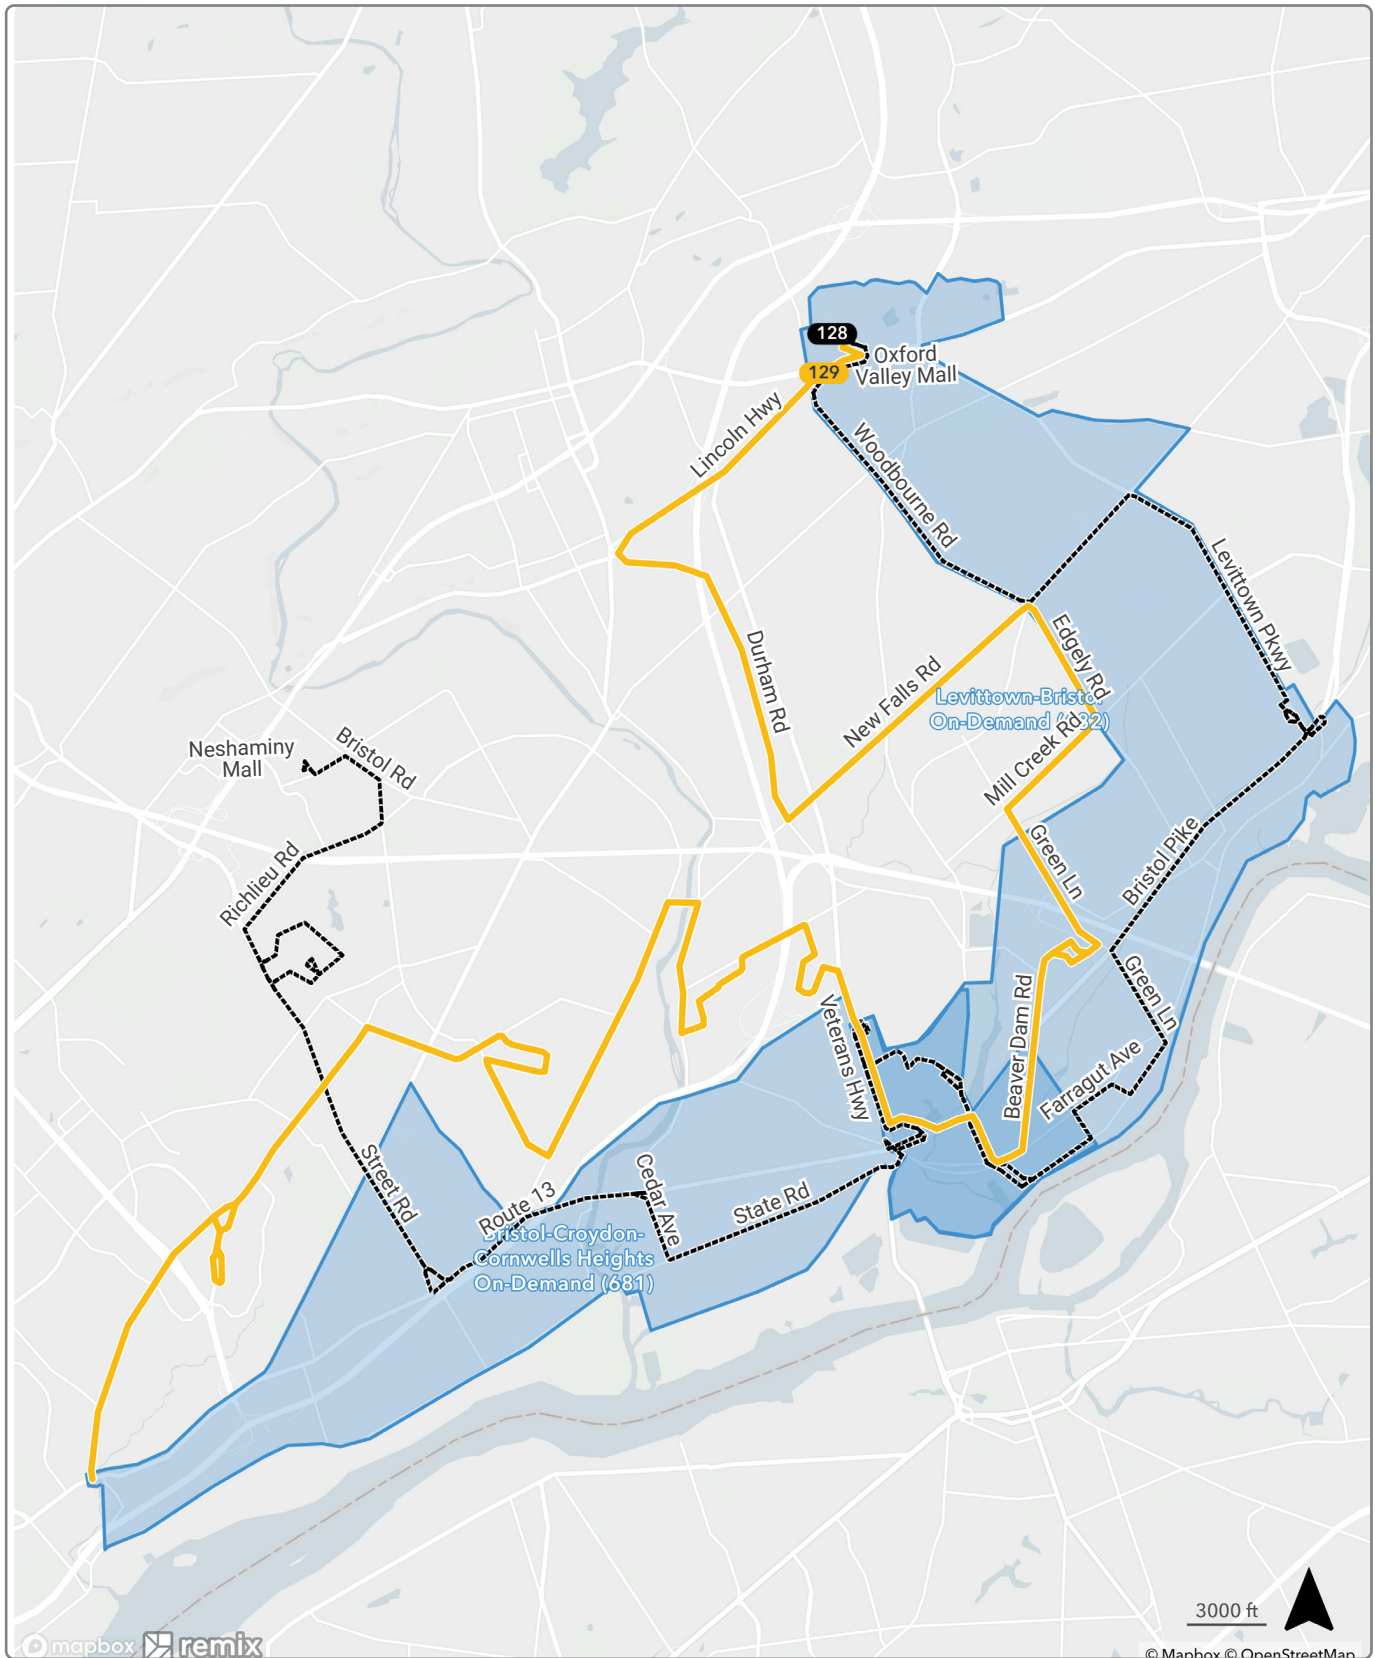 128
Oxford
Valley Mall
129
Lincoln Hwy
Woodbourne Rd
Levittown Pkwy
Edgely Rd
Durham Rd
New Falls Rd
Levittown-Bristol
On-Demand (682)
Mill Creek Rd
Neshaminy
Mall
Bristol Rd
Richlieu Rd
Green Ln
Bristol Pike
Green Ln
Beaver Dam Rd
Farragut Ave
Veterans Hwy
Street Rd
Route 13
Cedar Ave
State Rd
Bristol-Croydon-
Cornwells Heights
On-Demand (681)
3000 ft
mapbox remix
© Mapbox © OpenStreetMap